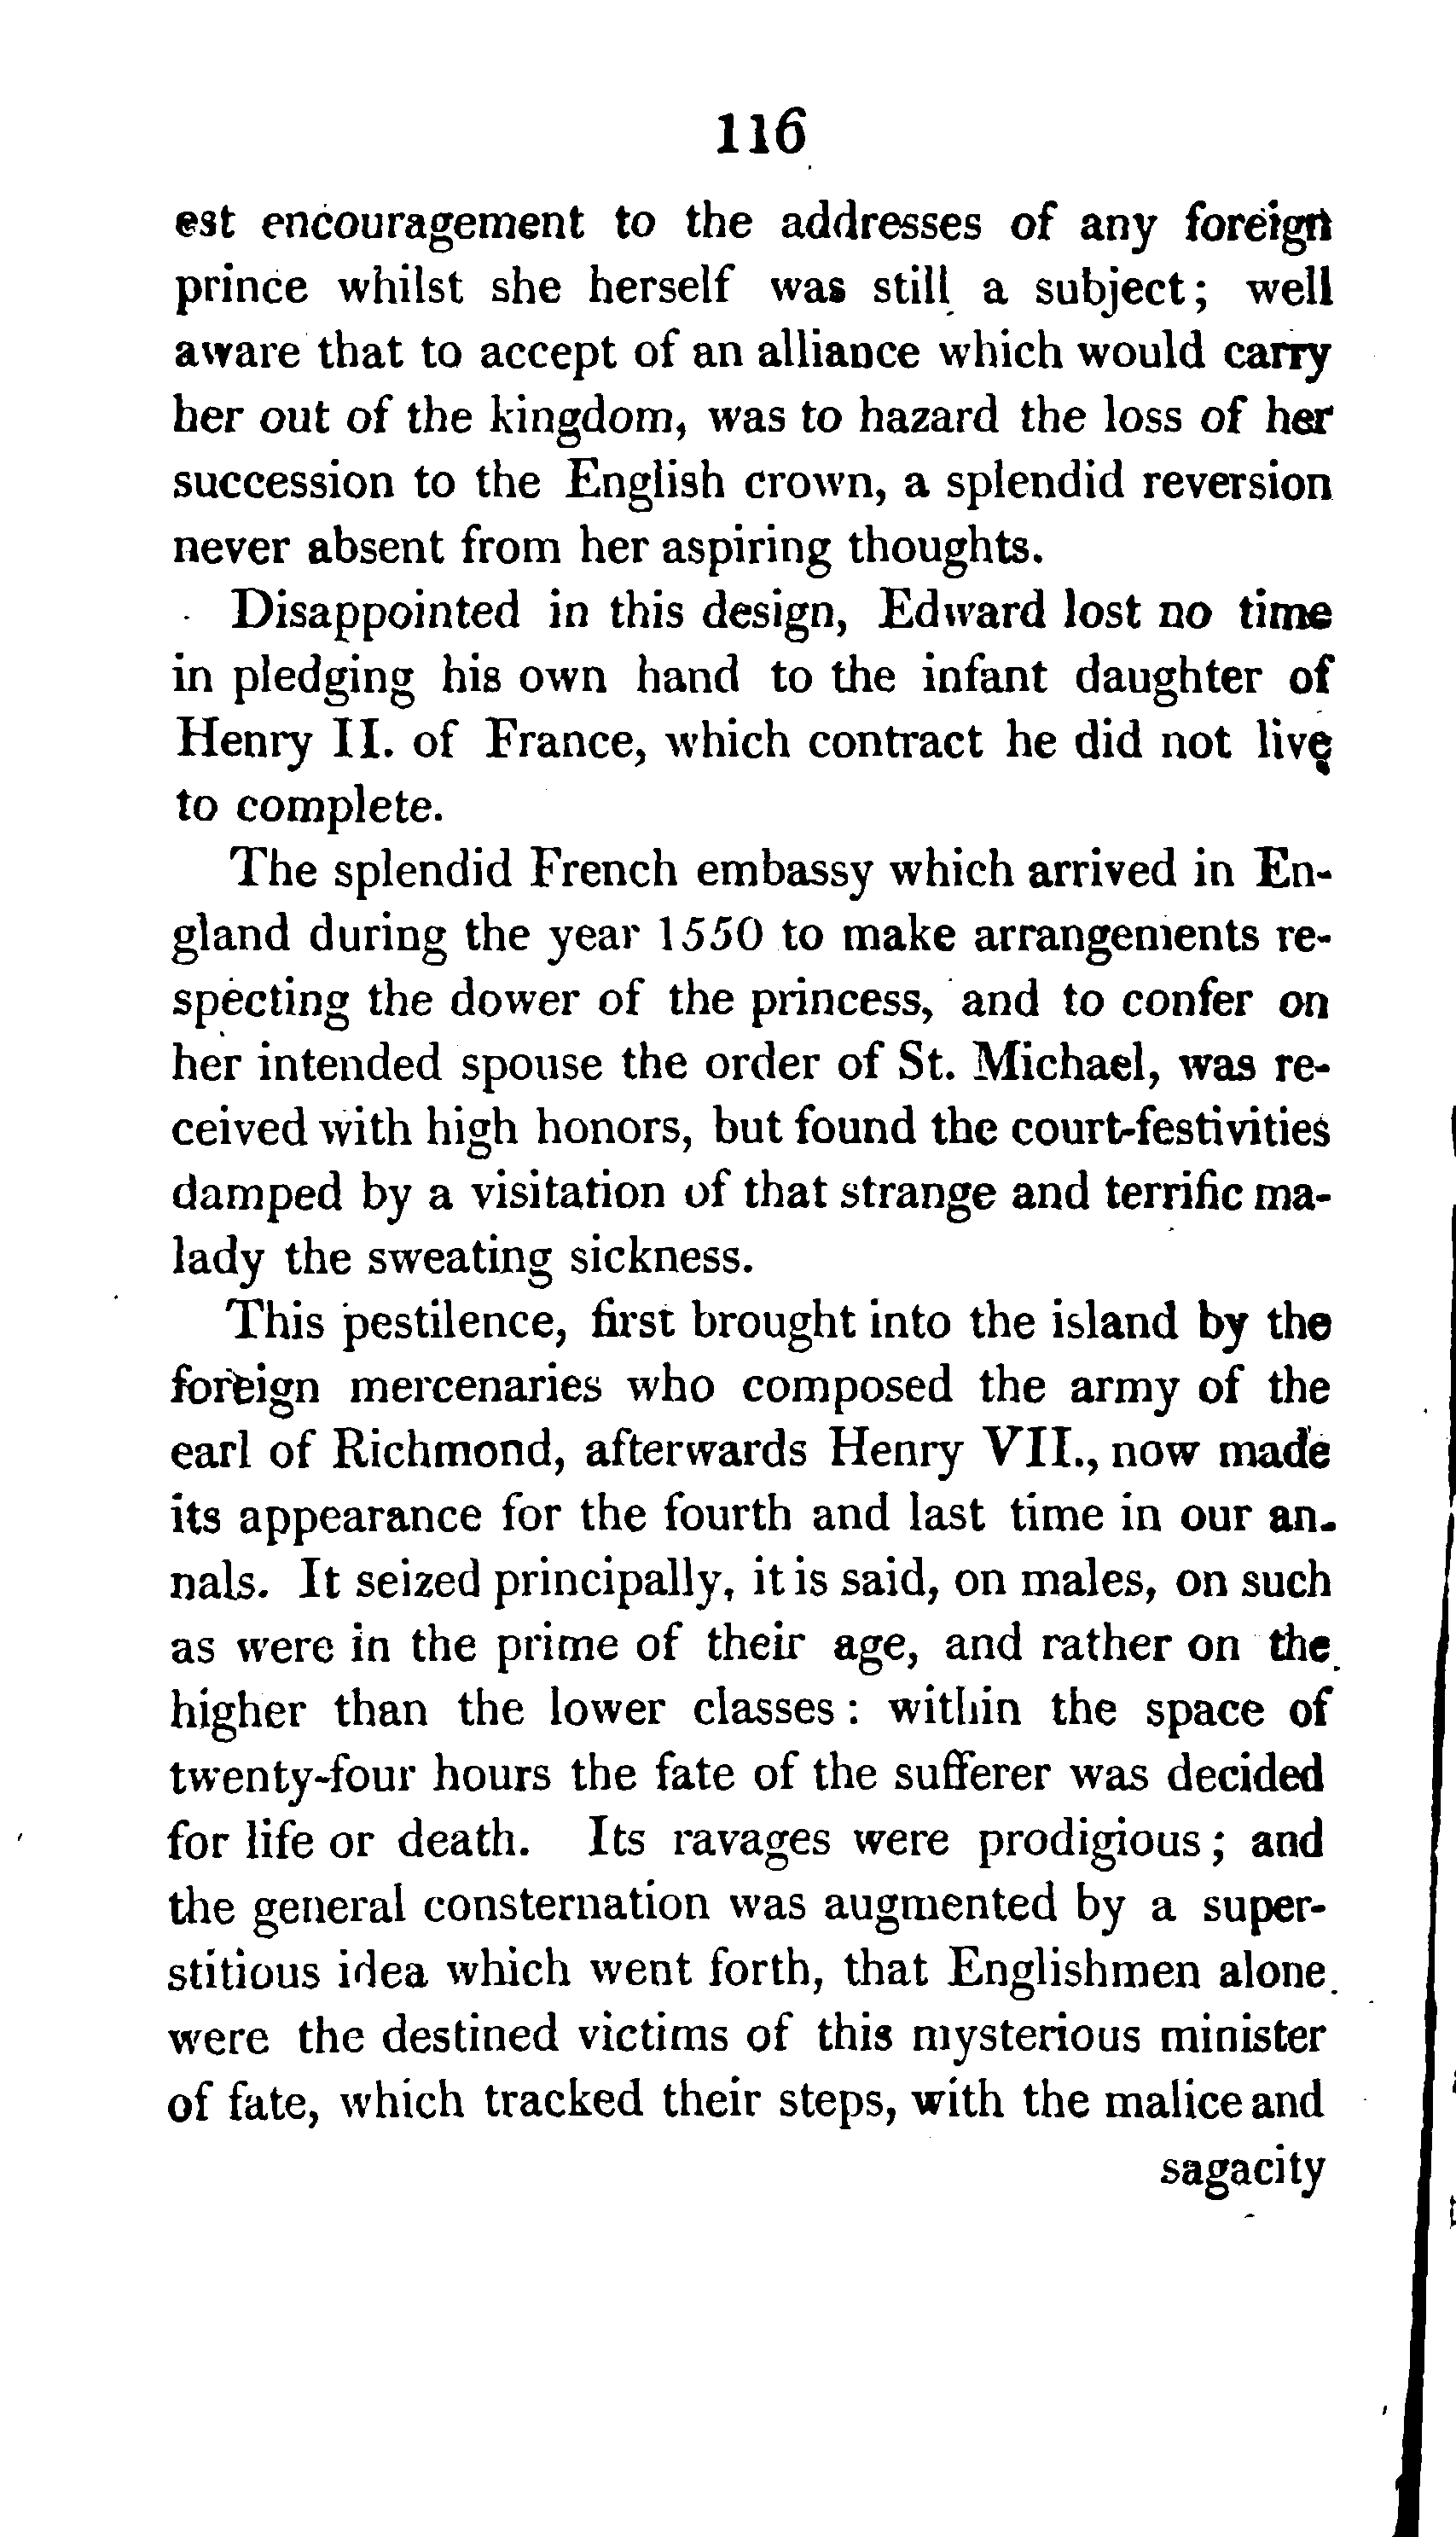 116
est encouragement to the addresses of any foreign
prince whilst she herself was still a subject; well
aware that to accept of an alliance which would carry
her out of the kingdom, was to hazard the loss of her
succession to the English crown, a splendid reversion
never absent from her aspiring thoughts.
Disappointed in this design, Edward lost no time
in pledging his own hand to the infant daughter of
Henry II. of France, which contract he did not live
to complete.
The splendid French embassy which arrived in En-
gland during the year 1550 to make arrangements re-
specting the dower of the princess, and to confer on
her intended spouse the order of St. Michael, was re-
ceived with high honors, but found the court-festivities
damped by a visitation of that strange and terrific ma-
lady the sweating sickness.
This pestilence, first brought into the island by the
foreign mercenaries who composed the army of the
earl of Richmond, afterwards Henry VII., now made
its appearance for the fourth and last time in our an-
nals. It seized principally, it is said, on males, on such
as were in the prime of their age, and rather on the
higher than the lower classes: within the space of
twenty-four hours the fate of the sufferer was decided
for life or death. Its ravages were prodigious; and
the general consternation was augmented by a super-
stitious idea which went forth, that Englishmen alone
were the destined victims of this mysterious minister
of fate, which tracked their steps, with the malice and
sagacity